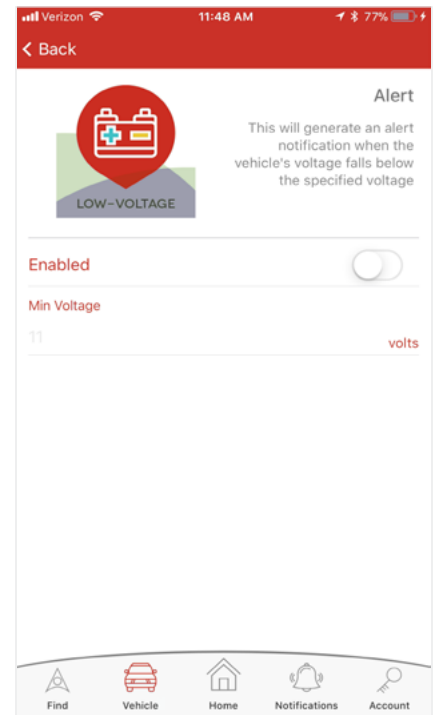 Verizon 11:48 AM 77%
Back
Alert
This will generate an alert
notification when the
vehicle's voltage falls below
the specified voltage
LOW-VOLTAGE
Enabled
Min Voltage
11
volts
Find Vehicle Home Notifications Account